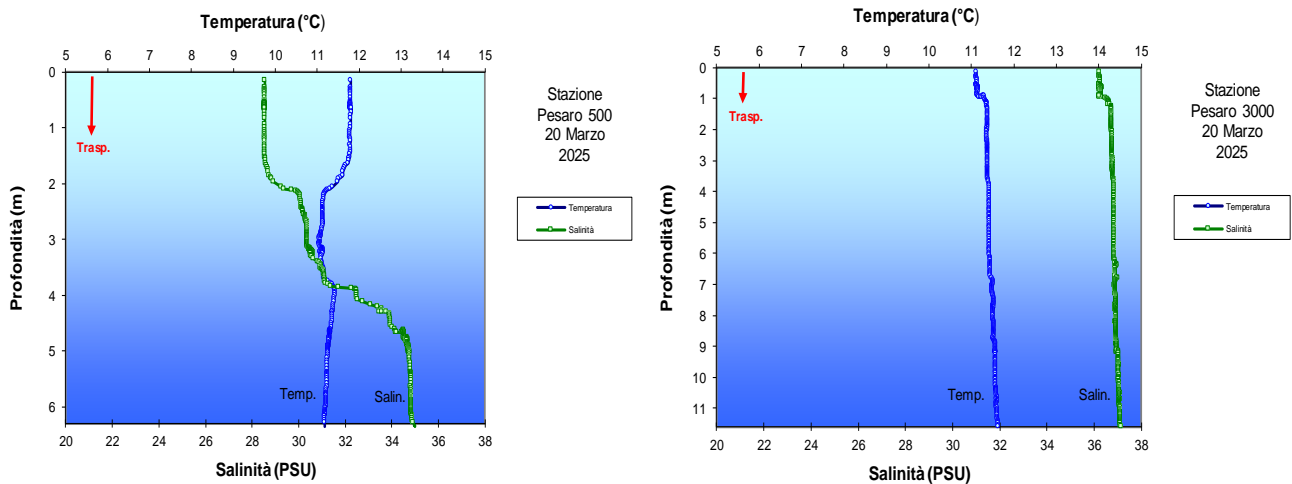 Temperatura (°C)
5 6 7 8 9 10 11 12 13 14 15
0
1
2
3
4
5
6
Profondità (m)
Trasp.
Temp.
Salin.
20 22 24 26 28 30 32 34 36 38
Salinità (PSU)
Stazione
Pesaro 500
20 Marzo
2025
Temperatura
Salinità
Temperatura (°C)
5 6 7 8 9 10 11 12 13 14 15
0
1
2
3
4
5
6
7
8
9
10
11
Profondità (m)
Trasp.
Temp.
Salin.
20 22 24 26 28 30 32 34 36 38
Salinità (PSU)
Stazione
Pesaro 3000
20 Marzo
2025
Temperatura
Salinità